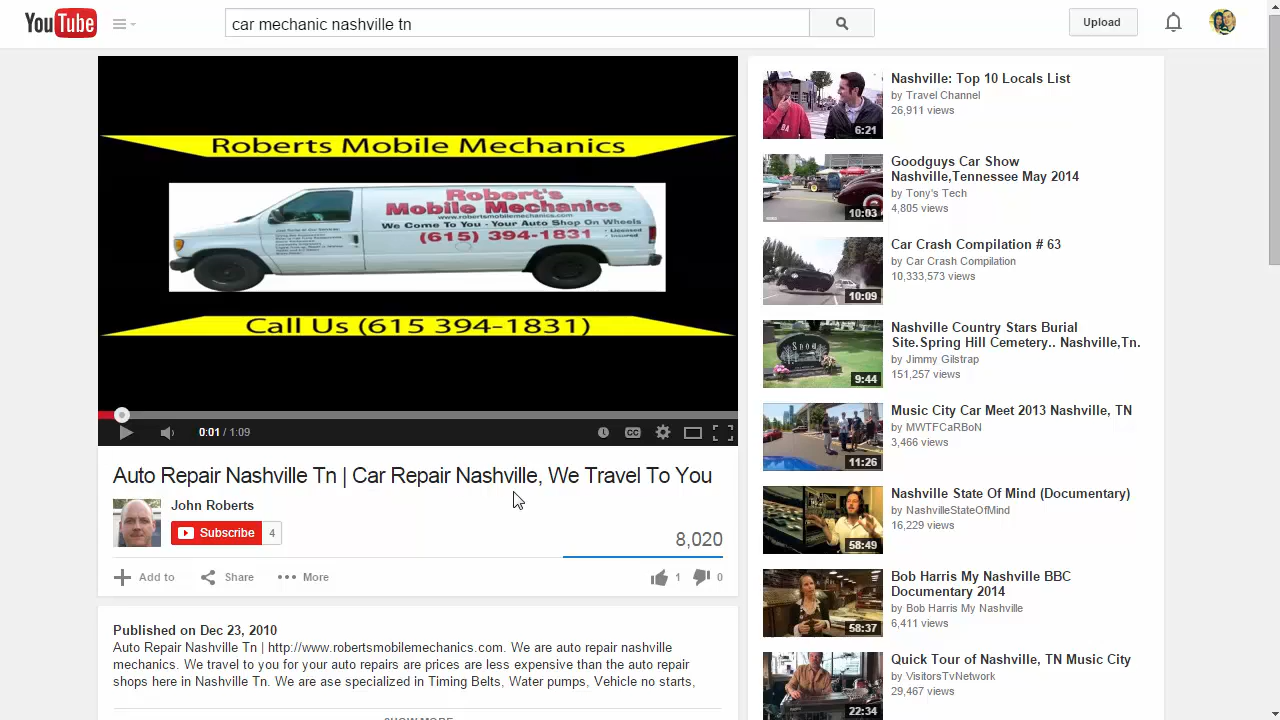 YouTube
car mechanic nashville tn
Upload
Roberts Mobile Mechanics
Robert's
Mobile Mechanics
www.robertsmobilemechanics.com
We Come To You - Your Auto Shop On Wheels
(615) 394-1831
• Licensed
• Insured
Call Us (615 394-1831)
0:01 / 1:09
CC
Auto Repair Nashville Tn | Car Repair Nashville, We Travel To You
John Roberts
Subscribe 4
8,020
Add to Share More 1 0
Published on Dec 23, 2010
Auto Repair Nashville Tn | http://www.robertsmobilemechanics.com. We are auto repair nashville
mechanics. We travel to you for your auto repairs are prices are less expensive then the auto repair
shops here in Nashville Tn. We are ase specialized in Timing Belts, Water pumps, Vehicle no starts,
SHOW MORE
6:21
Nashville: Top 10 Locals List
by Travel Channel
26,911 views
10:03
Goodguys Car Show
Nashville,Tennessee May 2014
by Tony's Tech
4,805 views
10:09
Car Crash Compilation # 63
by Car Crash Compilation
10,333,573 views
Snow
9:44
Nashville Country Stars Burial
Site.Spring Hill Cemetery.. Nashville,Tn.
by Jimmy Gilstrap
151,257 views
11:26
Music City Car Meet 2013 Nashville, TN
by MWTFCaRBoN
3,466 views
58:49
Nashville State Of Mind (Documentary)
by NashvilleStateOfMind
16,229 views
58:37
Bob Harris My Nashville BBC
Documentary 2014
by Bob Harris My Nashville
6,411 views
22:34
Quick Tour of Nashville, TN Music City
by VisitorsTvNetwork
29,467 views